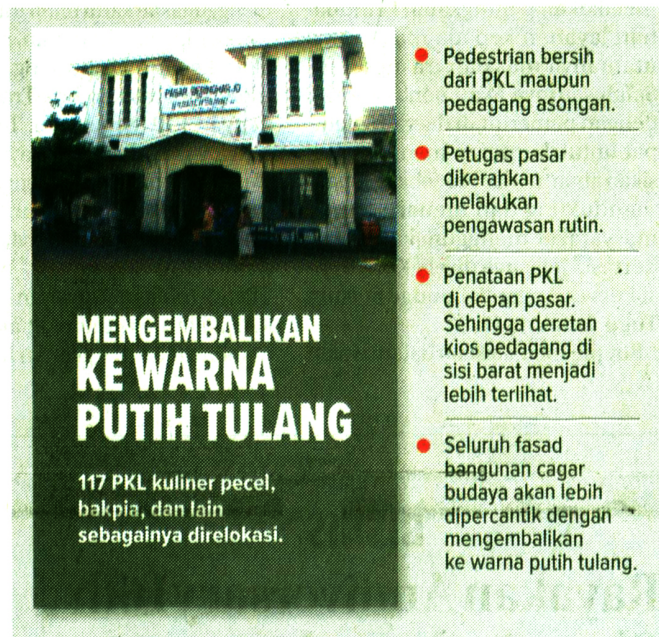 PASAR BERINGHARJO
MENGEMBALIKAN
KE WARNA
PUTIH TULANG
117 PKL kuliner pecel,
bakpia, dan lain
sebagainya direlokasi.
Pedestrian bersih
dari PKL maupun
pedagang asongan.
Petugas pasar
dikerahkan
melakukan
pengawasan rutin.
Penataan PKL
di depan pasar.
Sehingga deretan
kios pedagang di
sisi barat menjadi
lebih terlihat.
Seluruh fasad
bangunan cagar
budaya akan lebih
dipercantik dengan
mengembalikan
ke warna putih tulang.